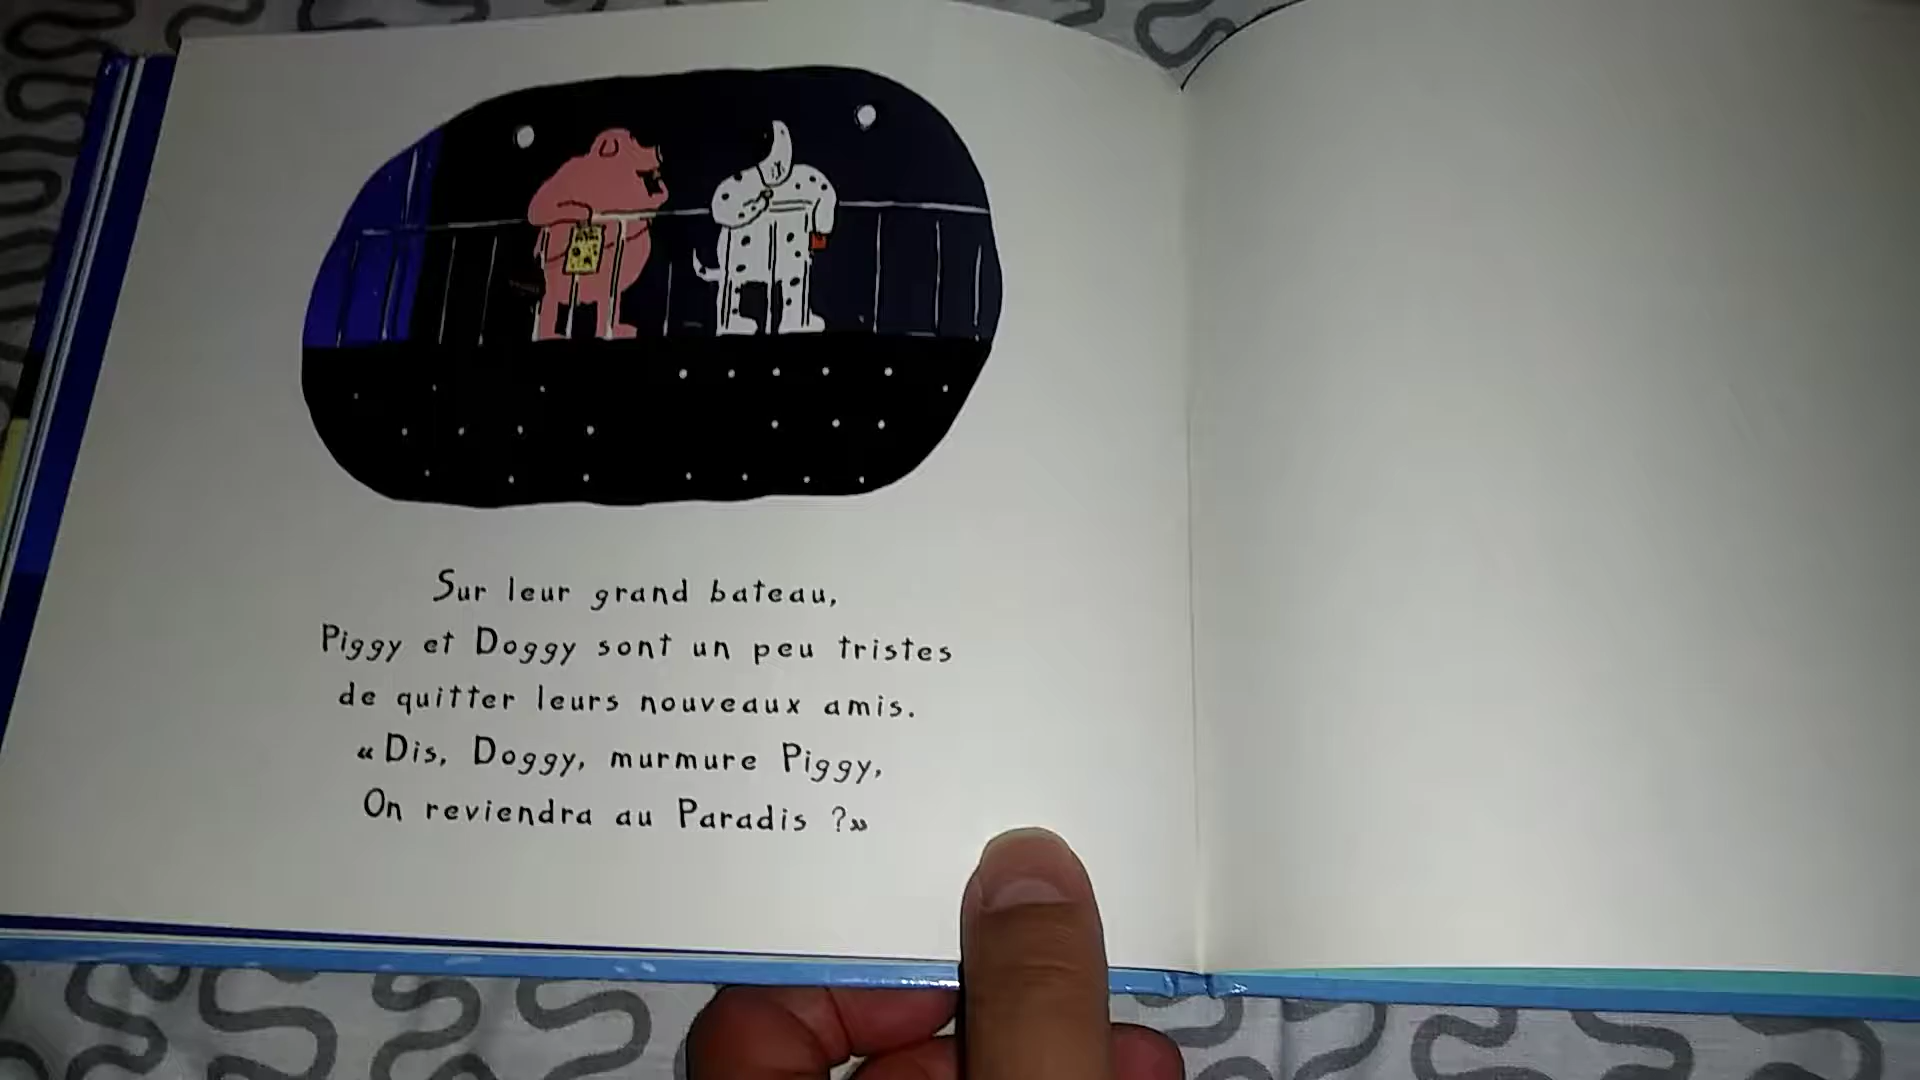 Sur leur grand bateau,
Piggy et Doggy sont un peu tristes
de quitter leurs nouveaux amis.
« Dis, Doggy, murmure Piggy,
On reviendra au Paradis ?»